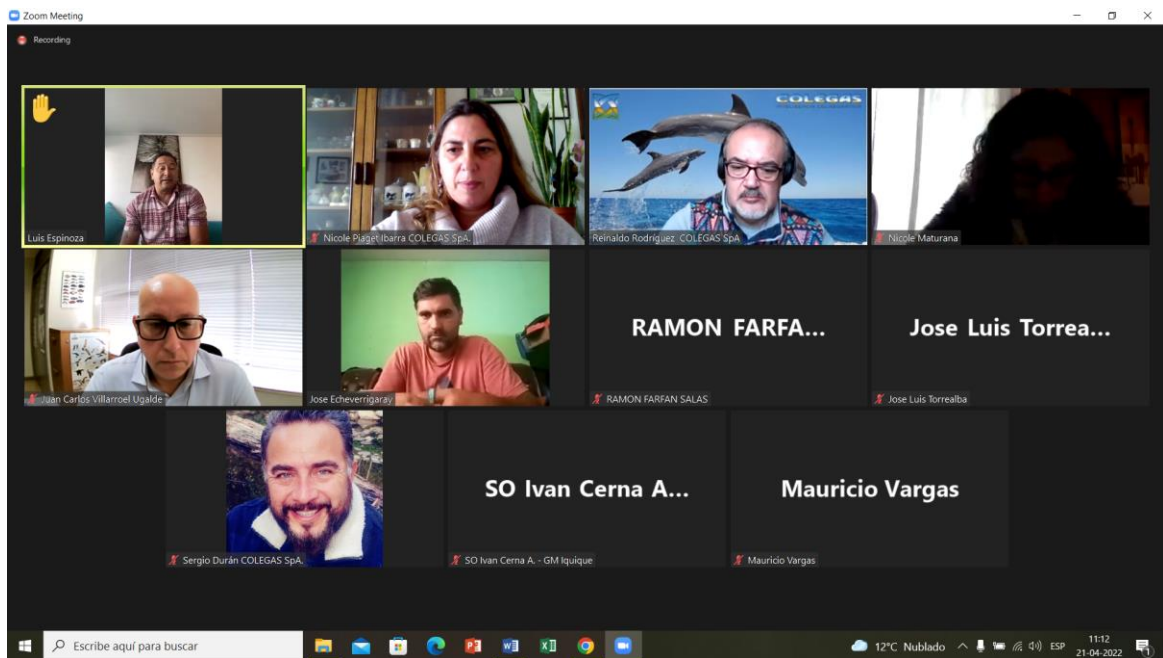 Zoom Meeting
Recording
COLEGAS
Luis Espinoza
Nicole Piaget Ibarra COLEGAS SpA.
Reinaldo Rodríguez COLEGAS SpA
Nicole Maturana
Juan Carlos Villarroel Ugalde
Jose Echeverrigaray
RAMON FARFA...
RAMON FARFAN SALAS
Jose Luis Torrea...
Jose Luis Torrealba
Sergio Durán COLEGAS SpA.
SO Ivan Cerna A...
SO Ivan Cerna A. - GM Iquique
Mauricio Vargas
Mauricio Vargas
Escribe aquí para buscar
12°C Nublado
ESP
11:12
21-04-2022
1